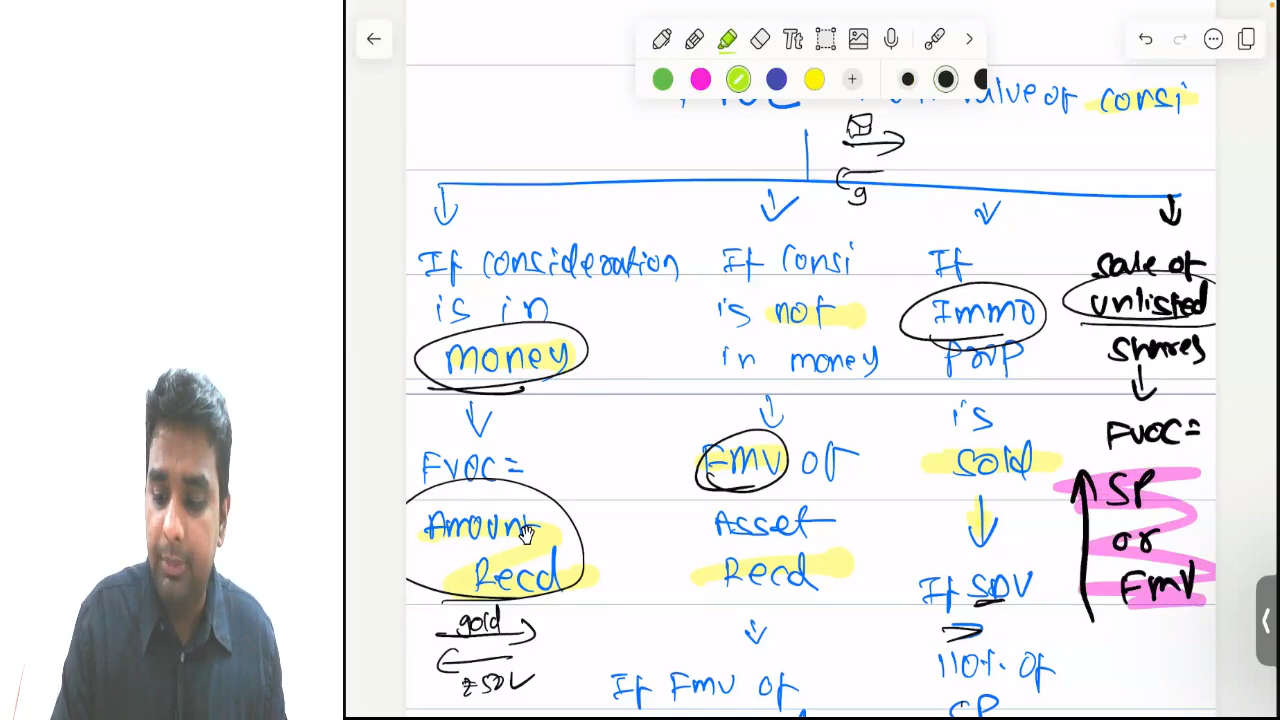 Tt
value of consi
g
If consideration
is in
money
FVOC=
Amount
Recd
gold
If Consi
is not
in money
FMV of
Asset
Recd
If FMV of
If
Immo
Prop
is
sold
If SDV
110% of
SP
sale of
unlisted
shares
FVOC=
SP
or
FMV